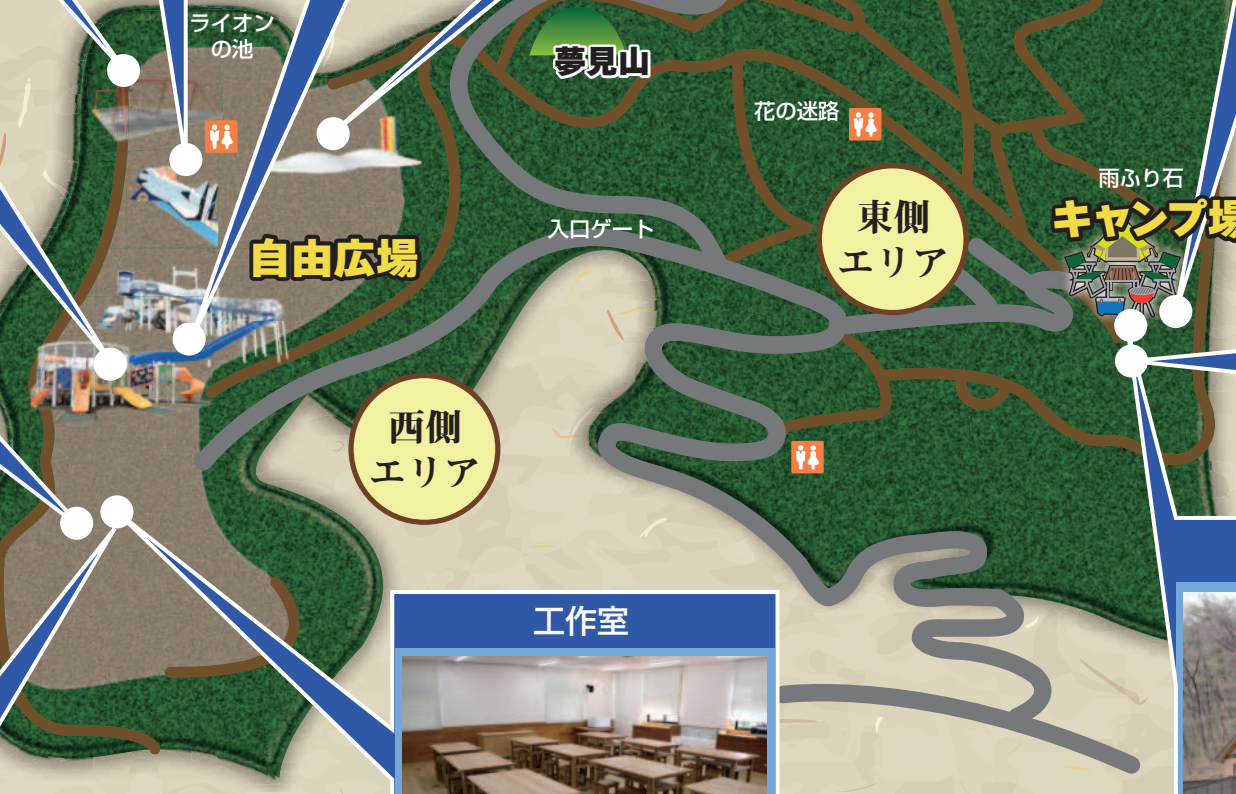 ライオン
の池
夢見山
花の迷路
雨ふり石
キャンプ場
東側
エリア
入口ゲート
自由広場
西側
エリア
工作室